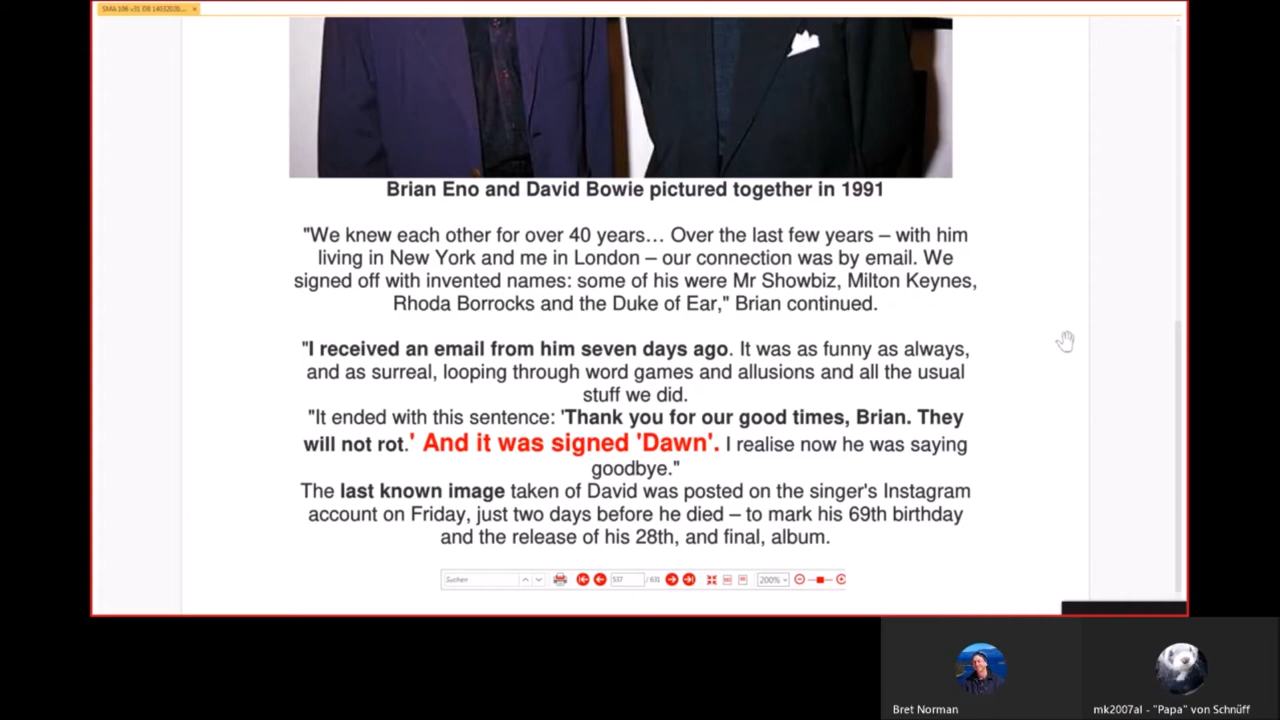 SMA 106 v31 DB 14032020... ×
Brian Eno and David Bowie pictured together in 1991
"We knew each other for over 40 years… Over the last few years – with him
living in New York and me in London – our connection was by email. We
signed off with invented names: some of his were Mr Showbiz, Milton Keynes,
Rhoda Borrocks and the Duke of Ear," Brian continued.
"I received an email from him seven days ago. It was as funny as always,
and as surreal, looping through word games and allusions and all the usual
stuff we did.
"It ended with this sentence: 'Thank you for our good times, Brian. They
will not rot.' And it was signed 'Dawn'. I realise now he was saying
goodbye."
The last known image taken of David was posted on the singer's Instagram
account on Friday, just two days before he died – to mark his 69th birthday
and the release of his 28th, and final, album.
Suchen 537 / 631 200%
Bret Norman
mk2007al - "Papa" von Schnüff